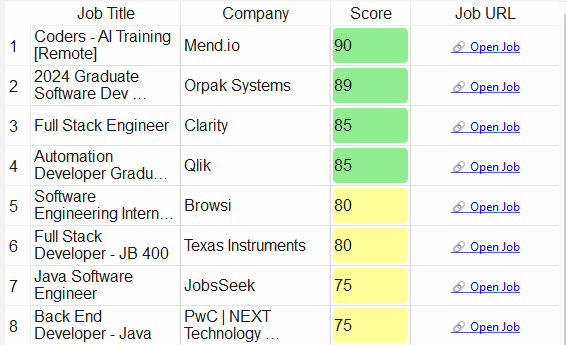 Job Title Company Score Job URL
1 Coders - AI Training [Remote] Mend.io 90 🔗 Open Job
2 2024 Graduate Software Dev ... Orpak Systems 89 🔗 Open Job
3 Full Stack Engineer Clarity 85 🔗 Open Job
4 Automation Developer Gradu... Qlik 85 🔗 Open Job
5 Software Engineering Intern... Browsi 80 🔗 Open Job
6 Full Stack Developer - JB 400 Texas Instruments 80 🔗 Open Job
7 Java Software Engineer JobsSeek 75 🔗 Open Job
8 Back End Developer - Java PwC | NEXT Technology ... 75 🔗 Open Job